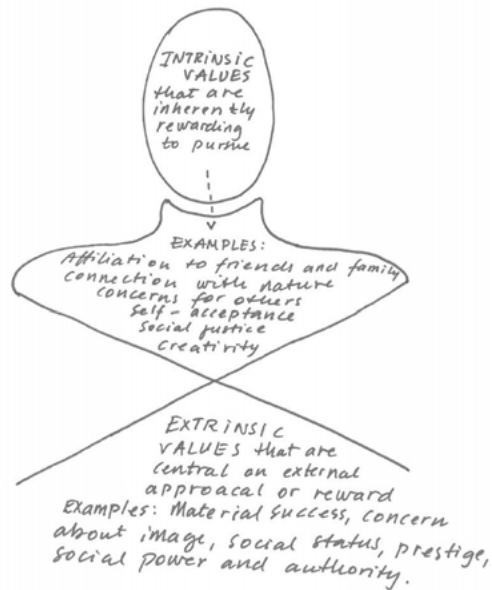 INTRINSIC
VALUES
that are
inherently
rewarding
to pursue
EXAMPLES:
Affiliation to friends and family
connection with nature
concerns for others
self-acceptance
social justice
creativity
EXTRINSIC
VALUES that are
central on external
approacal or reward
Examples: Material success, concern
about image, social status, prestige,
social power and authority.